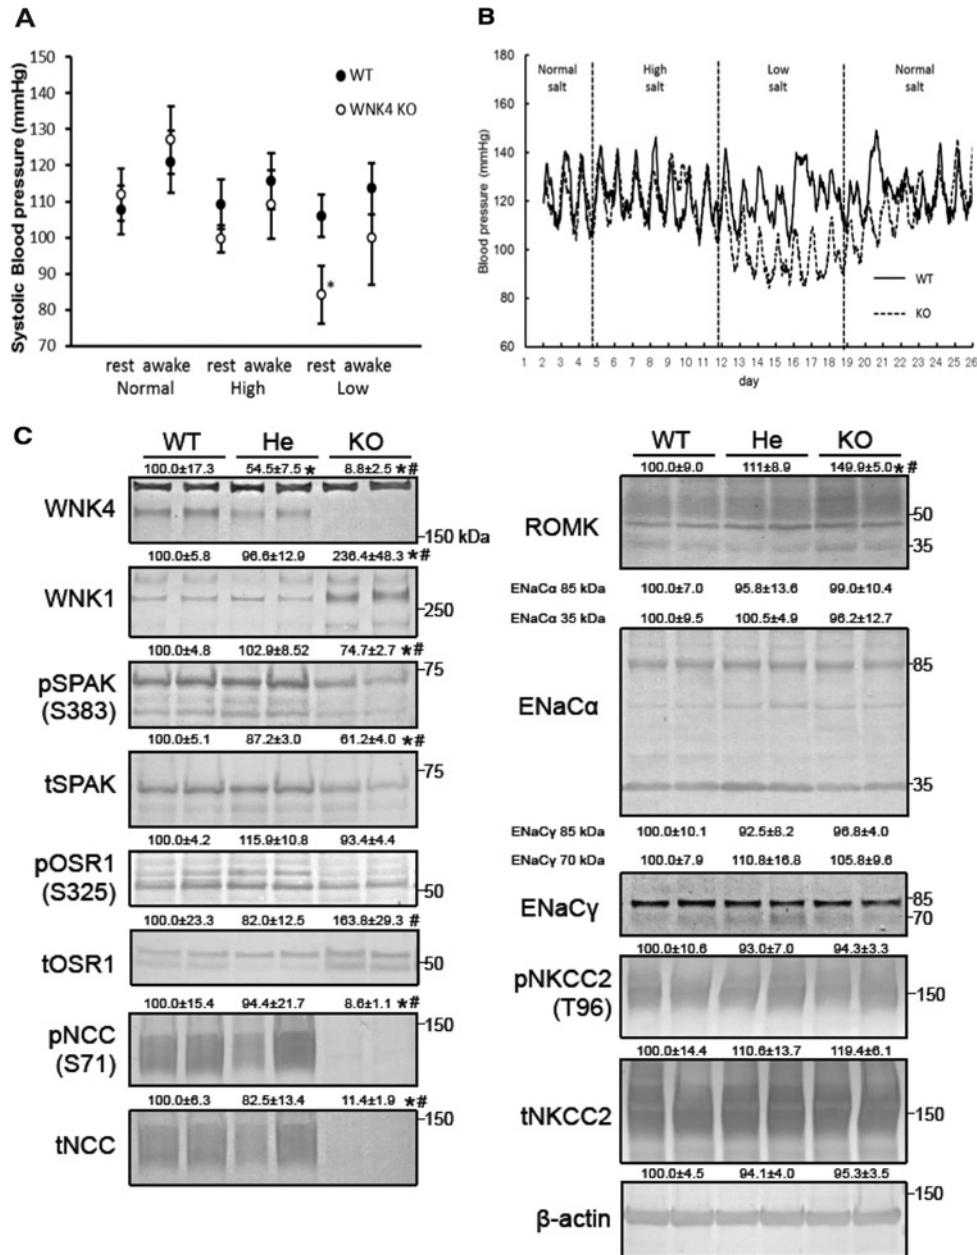 A
Systolic Blood pressure (mmHg)
150
140
130
120
110
100
90
80
70
WT
WNK4 KO
*
rest awake rest awake rest awake
Normal High Low
B
Blood pressure (mmHg)
180
160
140
120
100
80
60
Normal salt
High salt
Low salt
Normal salt
WT
KO
1 2 3 4 5 6 7 8 9 10 11 12 13 14 15 16 17 18 19 20 21 22 23 24 25 26
day
C
WT He KO
100.0±17.3 54.5±7.5 * 8.8±2.5 *#
WNK4
150 kDa
100.0±5.8 96.6±12.9 236.4±48.3 *#
WNK1
250
100.0±4.8 102.9±8.52 74.7±2.7 *#
75
pSPAK
(S383)
100.0±5.1 87.2±3.0 61.2±4.0 *#
75
tSPAK
100.0±4.2 115.9±10.8 93.4±4.4
pOSR1
(S325)
50
100.0±23.3 82.0±12.5 163.8±29.3 #
tOSR1
50
100.0±15.4 94.4±21.7 8.6±1.1 *#
150
pNCC
(S71)
100.0±6.3 82.5±13.4 11.4±1.9 *#
150
tNCC
WT He KO
100.0±9.0 111±8.9 149.9±5.0*#
ROMK
50
35
ENaCα 85 kDa 100.0±7.0 95.8±13.6 99.0±10.4
ENaCα 35 kDa 100.0±9.5 100.5±4.9 96.2±12.7
85
ENaCα
35
ENaCγ 85 kDa 100.0±10.1 92.5±8.2 96.8±4.0
ENaCγ 70 kDa 100.0±7.9 110.8±16.8 105.8±9.6
ENaCγ
85
70
100.0±10.6 93.0±7.0 94.3±3.3
pNKCC2
(T96)
150
100.0±14.4 110.6±13.7 119.4±6.1
tNKCC2
150
100.0±4.5 94.1±4.0 95.3±3.5
150
β-actin